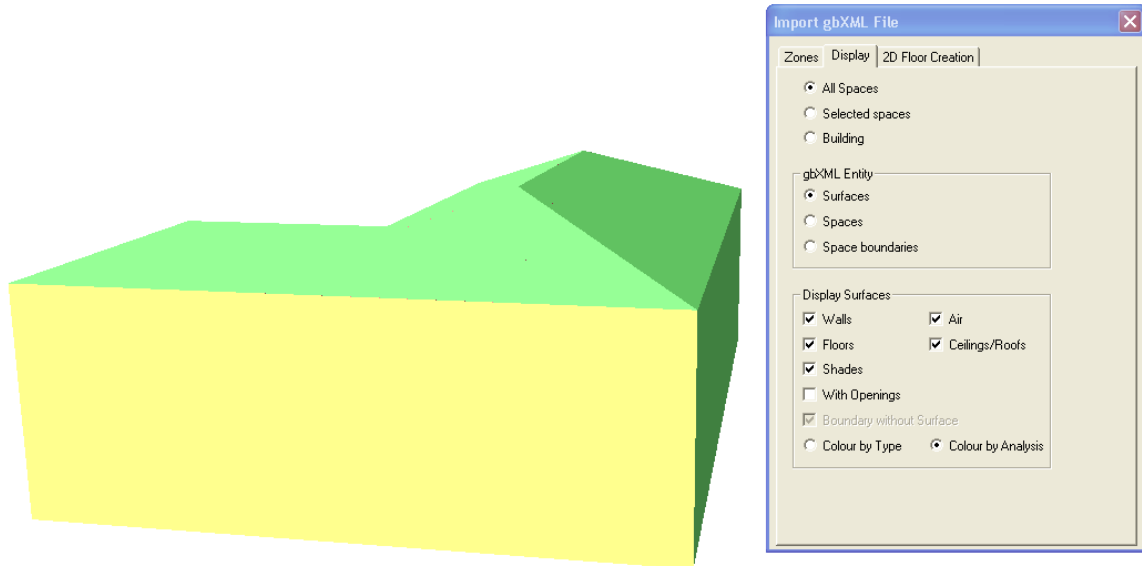 Import gbXML File
Zones Display 2D Floor Creation
All Spaces
Selected spaces
Building
gbXML Entity
Surfaces
Spaces
Space boundaries
Display Surfaces
Walls Air
Floors Ceilings/Roofs
Shades
With Openings
Boundary without Surface
Colour by Type Colour by Analysis